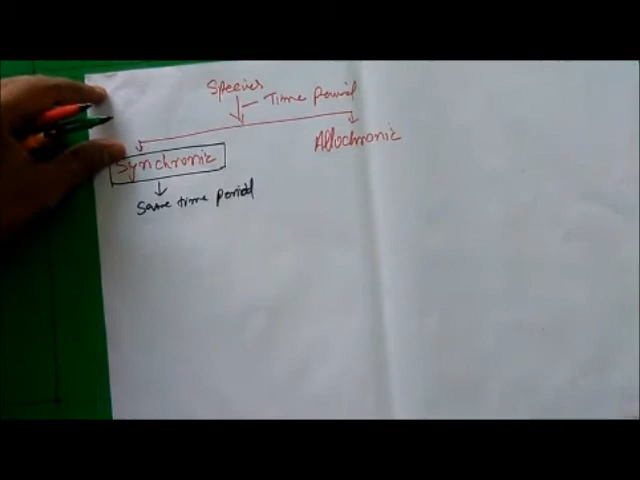 Species
Time period
Synchronic
Allochronic
Same time period